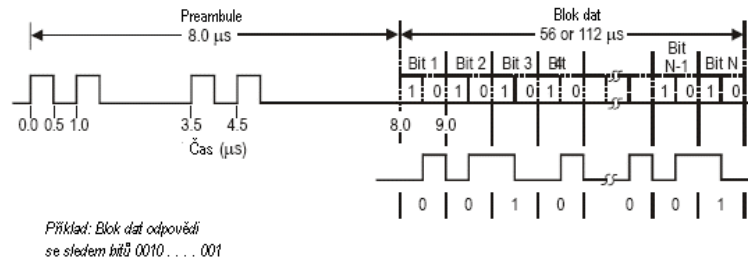 Preambule
8.0 µs
Blok dat
56 or 112 µs
Bit 1 Bit 2 Bit 3 Bit 4 Bit N-1 Bit N
1 0 1 0 1 0 1 0 1 0 1 0
0.0 0.5 1.0 3.5 4.5 8.0 9.0
Čas (µs)
0 0 1 0 0 0 1
Příklad: Blok dat odpovědi
se sledem bitů 0010 . . . . 001